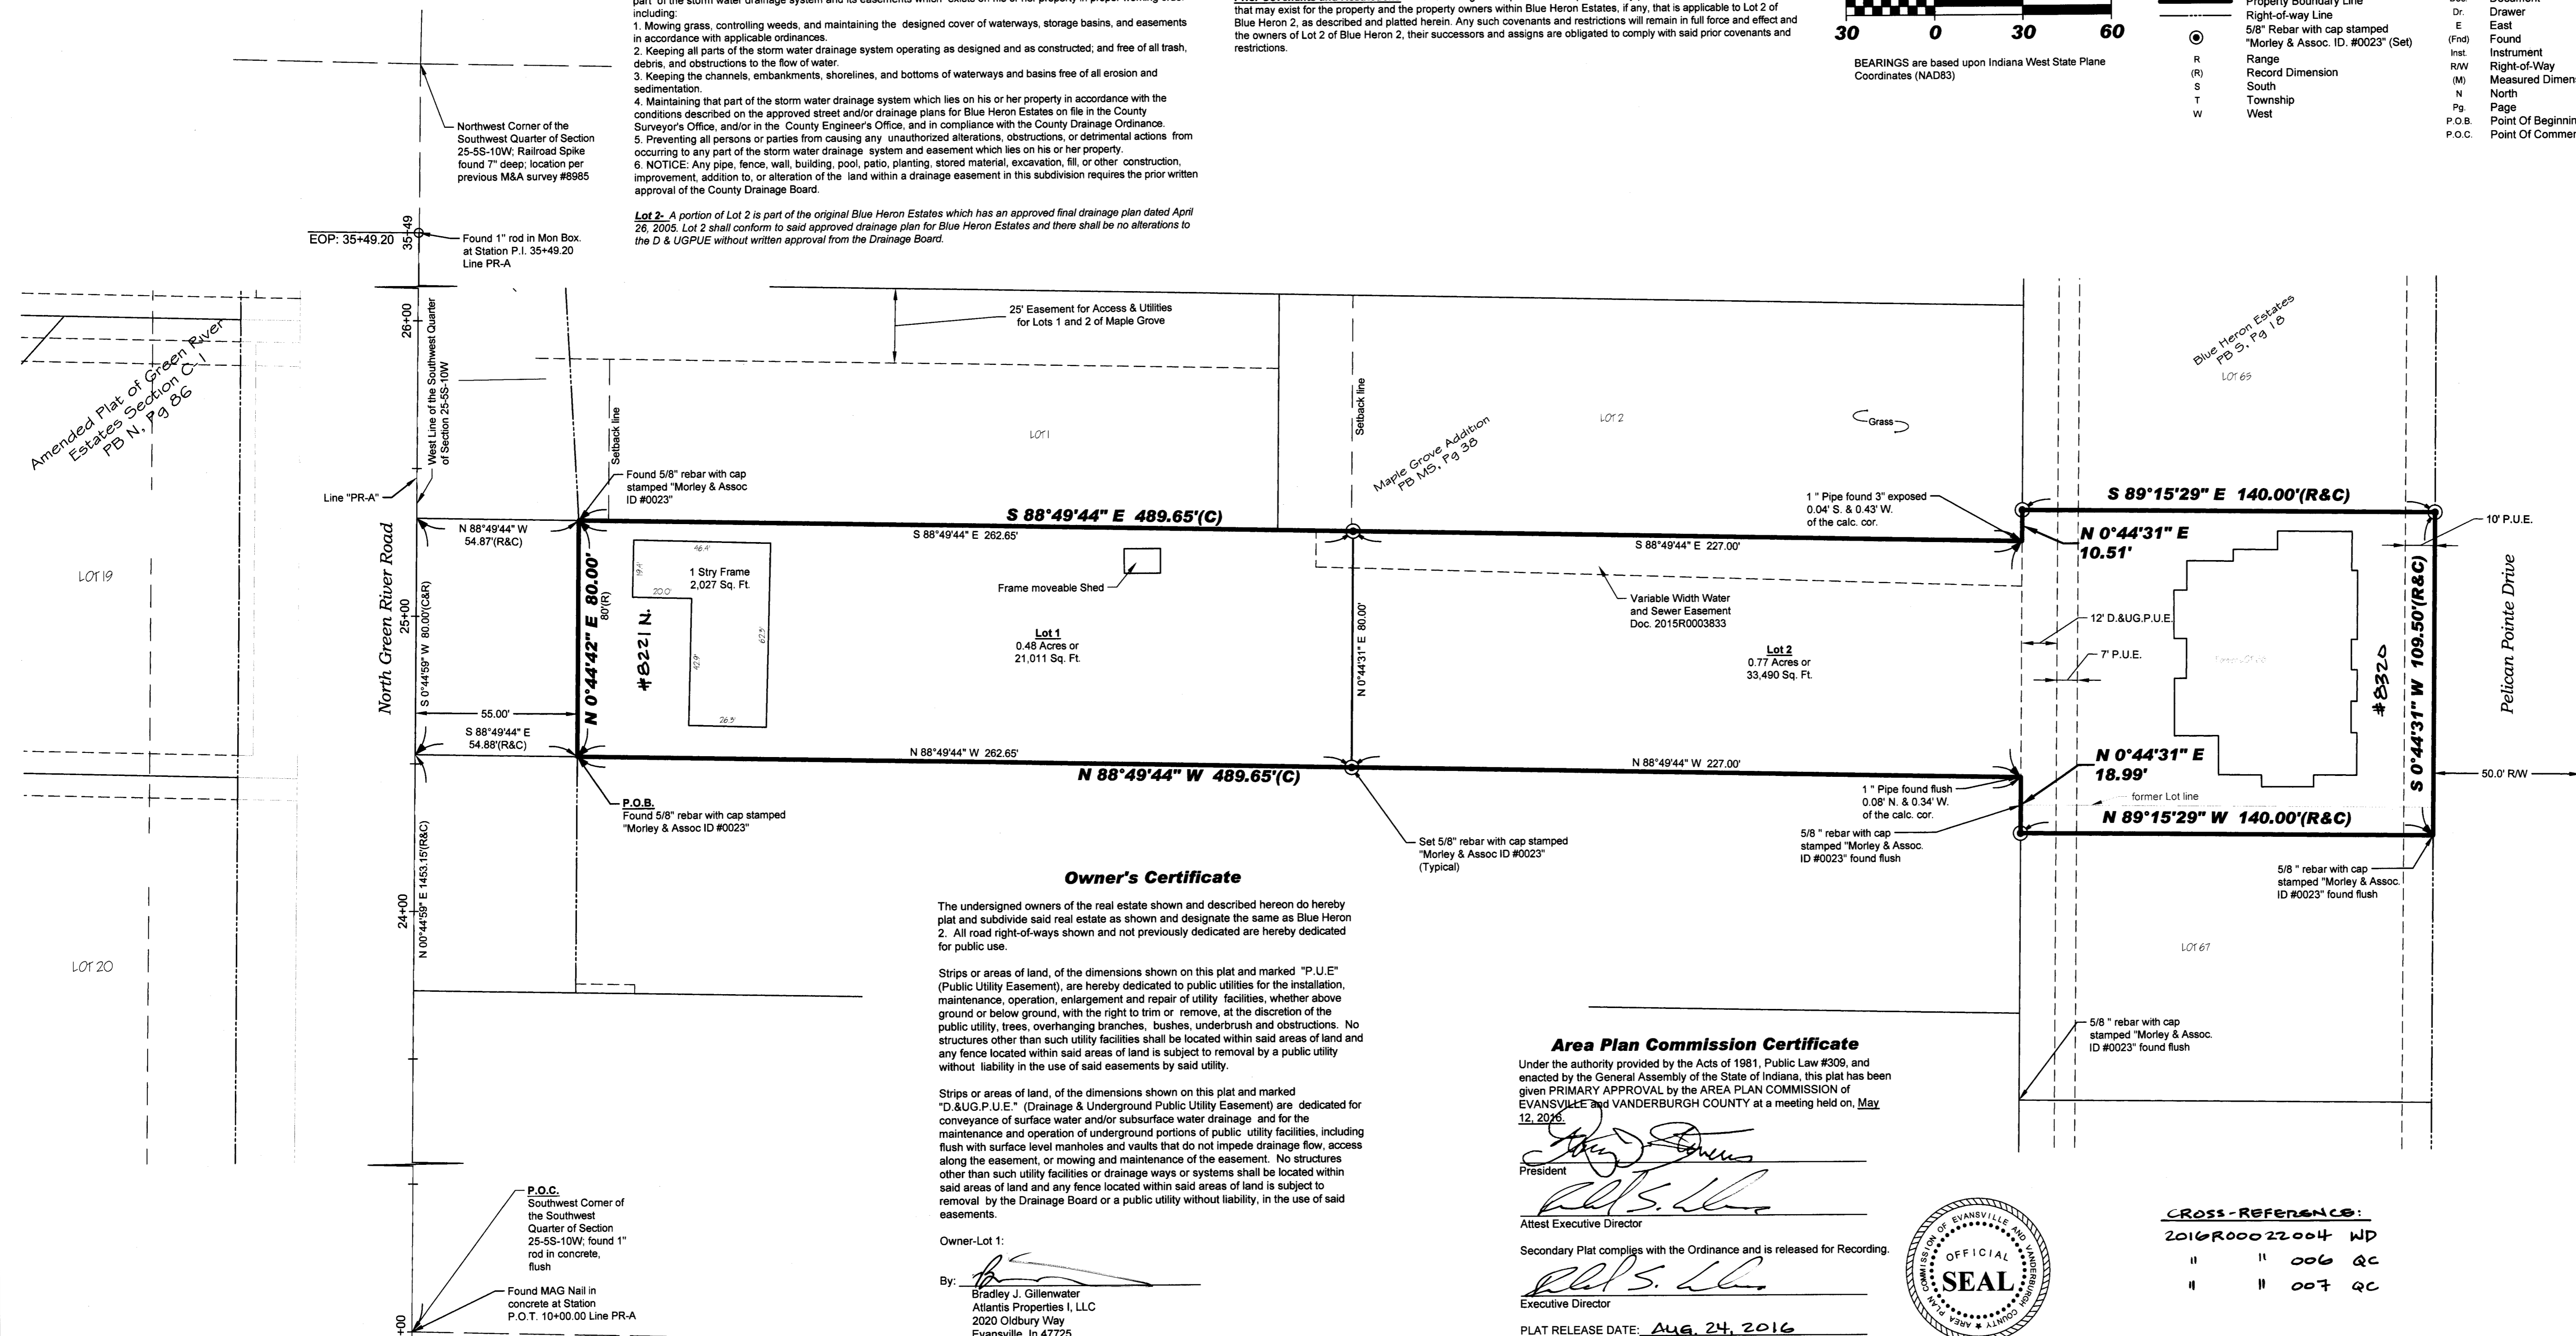 including:
1. Mowing grass, controlling weeds, and maintaining the designed cover of waterways, storage basins, and easements
in accordance with applicable ordinances.
2. Keeping all parts of the storm water drainage system operating as designed and as constructed; and free of all trash,
debris, and obstructions to the flow of water.
3. Keeping the channels, embankments, shorelines, and bottoms of waterways and basins free of all erosion and
sedimentation.
4. Maintaining that part of the storm water drainage system which lies on his or her property in accordance with the
conditions described on the approved street and/or drainage plans for Blue Heron Estates on file in the County
Surveyor's Office, and/or in the County Engineer's Office, and in compliance with the County Drainage Ordinance.
5. Preventing all persons or parties from causing any unauthorized alterations, obstructions, or detrimental actions from
occurring to any part of the storm water drainage system and easement which lies on his or her property.
6. NOTICE: Any pipe, fence, wall, building, pool, patio, planting, stored material, excavation, fill, or other construction,
improvement, addition to, or alteration of the land within a drainage easement in this subdivision requires the prior written
approval of the County Drainage Board.
Lot 2- A portion of Lot 2 is part of the original Blue Heron Estates which has an approved final drainage plan dated April
26, 2005. Lot 2 shall conform to said approved drainage plan for Blue Heron Estates and there shall be no alterations to
the D & UGPUE without written approval from the Drainage Board.
that may exist for the property and the property owners within Blue Heron Estates, if any, that is applicable to Lot 2 of
Blue Heron 2, as described and platted herein. Any such covenants and restrictions will remain in full force and effect and
the owners of Lot 2 of Blue Heron 2, their successors and assigns are obligated to comply with said prior covenants and
restrictions.
30 0 30 60
BEARINGS are based upon Indiana West State Plane
Coordinates (NAD83)
Property Boundary Line
Right-of-way Line
5/8" Rebar with cap stamped
"Morley & Assoc. ID. #0023" (Set)
R Range
(R) Record Dimension
S South
T Township
W West
Dr. Drawer
E East
(Fnd) Found
Inst. Instrument
R/W Right-of-Way
(M) Measured Dimens
N North
Pg. Page
P.O.B. Point Of Beginnin
P.O.C. Point Of Commen
Northwest Corner of the
Southwest Quarter of Section
25-5S-10W; Railroad Spike
found 7" deep; location per
previous M&A survey #8985
EOP: 35+49.20
35+49
Found 1" rod in Mon Box.
at Station P.I. 35+49.20
Line PR-A
Amended Plat of Green River
Estates Section C-1
PB N, Pg 86
26+00
West Line of the Southwest Quarter
of Section 25-5S-10W
25' Easement for Access & Utilities
for Lots 1 and 2 of Maple Grove
Setback line
LOT 1
Setback line
Maple Grove Addition
PB MS, Pg 38
LOT 2
Grass
Blue Heron Estates
PB S, Pg 18
LOT 65
Line "PR-A"
Found 5/8" rebar with cap
stamped "Morley & Assoc
ID #0023"
1 " Pipe found 3" exposed
0.04' S. & 0.43' W.
of the calc. cor.
S 89°15'29" E 140.00'(R&C)
10' P.U.E.
N 88°49'44" W
54.87'(R&C)
S 88°49'44" E 489.65'(C)
S 88°49'44" E 262.65'
S 88°49'44" E 227.00'
N 0°44'31" E
10.51'
LOT 19
North Green River Road
25+00
S 0°44'59" W 80.00'(C&R)
N 0°44'42" E 80.00'
80'(R)
46.4'
19.4'
1 Stry Frame
2,027 Sq. Ft.
20.0'
62.3'
42.9'
26.3'
#8221 N.
Frame moveable Shed
Lot 1
0.48 Acres or
21,011 Sq. Ft.
N 0°44'31" E 80.00'
Variable Width Water
and Sewer Easement
Doc. 2015R0003833
Lot 2
0.77 Acres or
33,490 Sq. Ft.
12' D.&UG.P.U.E.
7' P.U.E.
#8320
S 0°44'31" W 109.50'(R&C)
Pelican Pointe Drive
55.00'
S 88°49'44" E
54.88'(R&C)
N 88°49'44" W 262.65'
N 88°49'44" W 489.65'(C)
N 88°49'44" W 227.00'
N 0°44'31" E
18.99'
50.0' R/W
former Lot line
N 89°15'29" W 140.00'(R&C)
P.O.B.
Found 5/8" rebar with cap stamped
"Morley & Assoc ID #0023"
Set 5/8" rebar with cap stamped
"Morley & Assoc ID #0023"
(Typical)
1 " Pipe found flush
0.08' N. & 0.34' W.
of the calc. cor.
5/8 " rebar with cap
stamped "Morley & Assoc.
ID #0023" found flush
5/8 " rebar with cap
stamped "Morley & Assoc.
ID #0023" found flush
24+00
N 00°44'59" E 1453.15'(R&C)
LOT 20
LOT 67
5/8 " rebar with cap
stamped "Morley & Assoc.
ID #0023" found flush
Owner's Certificate
The undersigned owners of the real estate shown and described hereon do hereby
plat and subdivide said real estate as shown and designate the same as Blue Heron
2. All road right-of-ways shown and not previously dedicated are hereby dedicated
for public use.
Strips or areas of land, of the dimensions shown on this plat and marked "P.U.E"
(Public Utility Easement), are hereby dedicated to public utilities for the installation,
maintenance, operation, enlargement and repair of utility facilities, whether above
ground or below ground, with the right to trim or remove, at the discretion of the
public utility, trees, overhanging branches, bushes, underbrush and obstructions. No
structures other than such utility facilities shall be located within said areas of land and
any fence located within said areas of land is subject to removal by a public utility
without liability in the use of said easements by said utility.
Strips or areas of land, of the dimensions shown on this plat and marked
"D.&UG.P.U.E." (Drainage & Underground Public Utility Easement) are dedicated for
conveyance of surface water and/or subsurface water drainage and for the
maintenance and operation of underground portions of public utility facilities, including
flush with surface level manholes and vaults that do not impede drainage flow, access
along the easement, or mowing and maintenance of the easement. No structures
other than such utility facilities or drainage ways or systems shall be located within
said areas of land and any fence located within said areas of land is subject to
removal by the Drainage Board or a public utility without liability, in the use of said
easements.
Owner-Lot 1:
By:
Bradley J. Gillenwater
Atlantis Properties I, LLC
2020 Oldbury Way
Evansville, In 47725
P.O.C.
Southwest Corner of
the Southwest
Quarter of Section
25-5S-10W; found 1"
rod in concrete,
flush
Found MAG Nail in
concrete at Station
P.O.T. 10+00.00 Line PR-A
+00
Area Plan Commission Certificate
Under the authority provided by the Acts of 1981, Public Law #309, and
enacted by the General Assembly of the State of Indiana, this plat has been
given PRIMARY APPROVAL by the AREA PLAN COMMISSION of
EVANSVILLE and VANDERBURGH COUNTY at a meeting held on, May
12, 2016.
President
Attest Executive Director
Secondary Plat complies with the Ordinance and is released for Recording.
Executive Director
PLAT RELEASE DATE: AUG. 24, 2016
AREA PLAN COMMISSION OF EVANSVILLE AND VANDERBURGH COUNTY
OFFICIAL
SEAL
CROSS-REFERENCE:
2016R00022004 WD
" " 006 QC
" " 007 QC